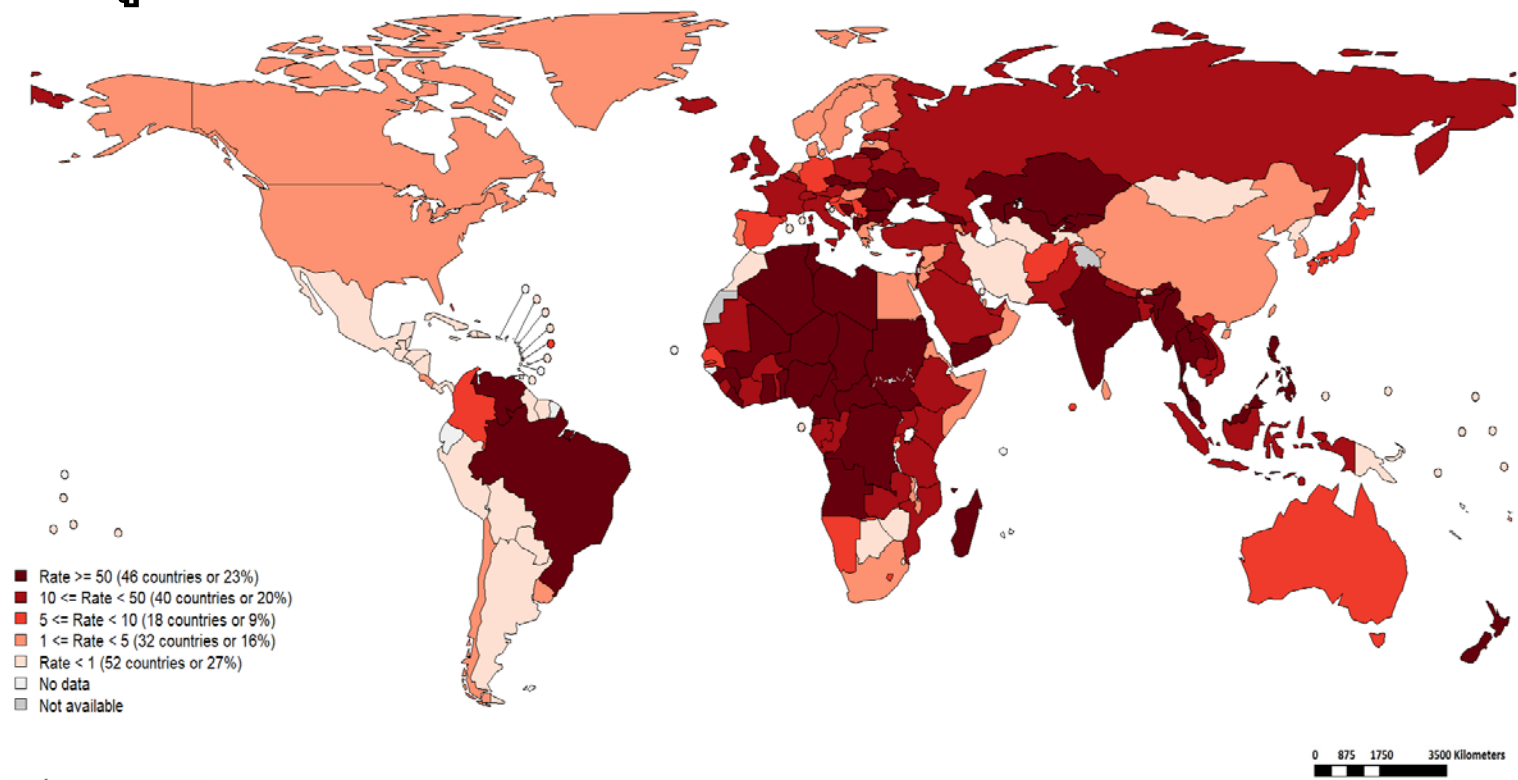 Rate >= 50 (46 countries or 23%)
10 <= Rate < 50 (40 countries or 20%)
5 <= Rate < 10 (18 countries or 9%)
1 <= Rate < 5 (32 countries or 16%)
Rate < 1 (52 countries or 27%)
No data
Not available
0 875 1750 3500 Kilometers